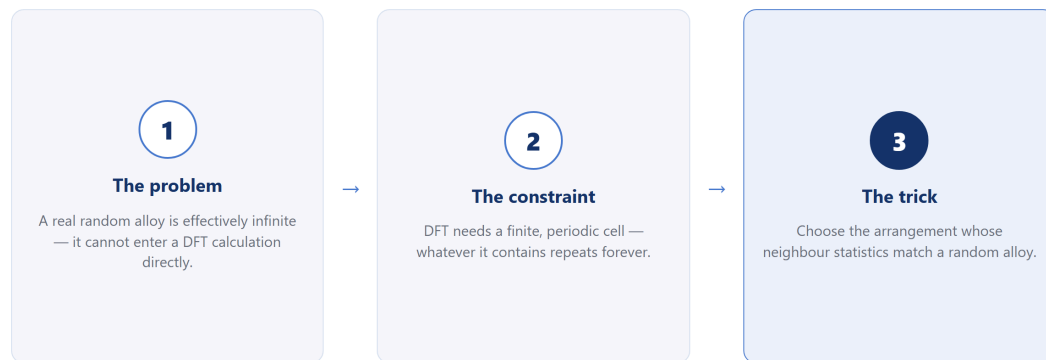 1
The problem
A real random alloy is effectively infinite
— it cannot enter a DFT calculation
directly.
→
2
The constraint
DFT needs a finite, periodic cell —
whatever it contains repeats forever.
→
3
The trick
Choose the arrangement whose
neighbour statistics match a random alloy.